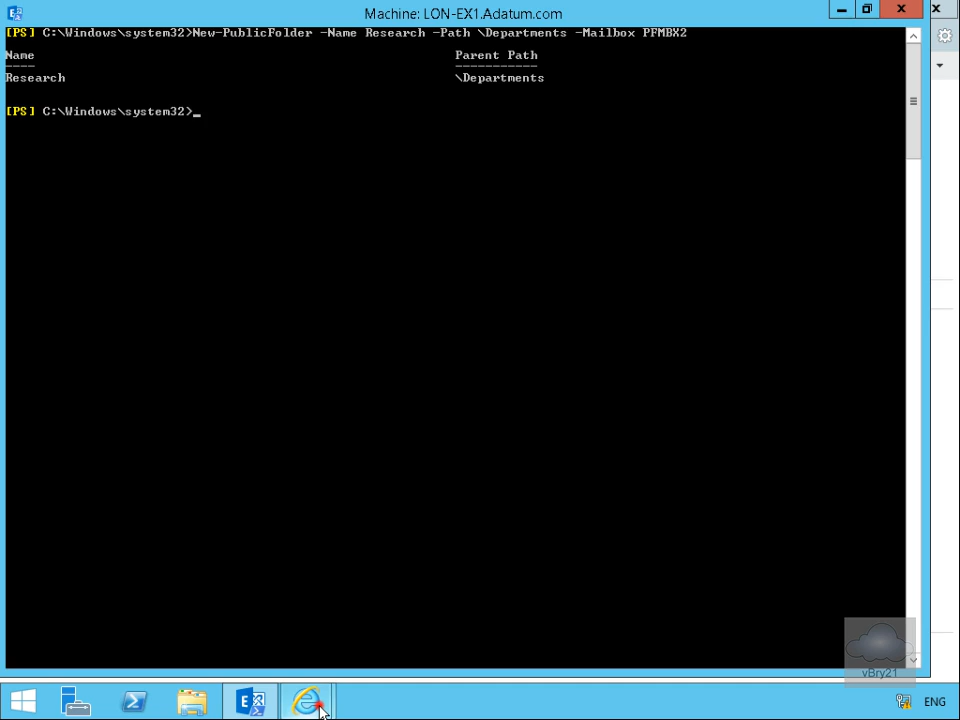 Machine: LON-EX1.Adatum.com
[PS] C:\Windows\system32>New-PublicFolder -Name Research -Path \Departments -Mailbox PFMBX2
Name Parent Path
---- -----------
Research \Departments
[PS] C:\Windows\system32>_
vBry21
ENG